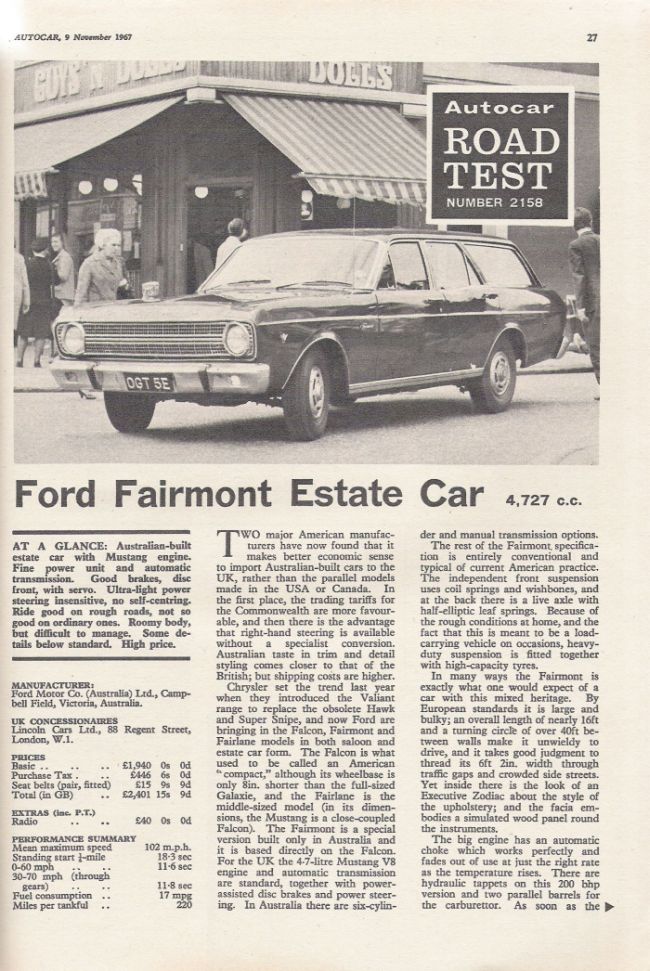 AUTOCAR, 9 November 1967
27
GUYS 'N DOLLS
DOLLS
Autocar
ROAD
TEST
NUMBER 2158
OGT 5E
Ford Fairmont Estate Car 4,727 c.c.
AT A GLANCE: Australian-built
estate car with Mustang engine.
Fine power unit and automatic
transmission. Good brakes, disc
front, with servo. Ultra-light power
steering insensitive, no self-centring.
Ride good on rough roads, not so
good on ordinary ones. Roomy body,
but difficult to manage. Some de-
tails below standard. High price.
MANUFACTURER:
Ford Motor Co. (Australia) Ltd., Camp-
bell Field, Victoria, Australia.
UK CONCESSIONAIRES
Lincoln Cars Ltd., 88 Regent Street,
London, W.1.
PRICES
Basic .. .. .. £1,940 0s 0d
Purchase Tax .. .. £446 6s 0d
Seat belts (pair, fitted) £15 9s 9d
Total (in GB) .. £2,401 15s 9d
EXTRAS (inc. P.T.)
Radio .. .. £40 0s 0d
PERFORMANCE SUMMARY
Mean maximum speed 102 m.p.h.
Standing start ¼-mile 18·3 sec
0-60 mph .. .. 11·6 sec
30-70 mph (through
gears) .. .. 11·8 sec
Fuel consumption .. 17 mpg
Miles per tankful .. 220
TWO major American manufac-
turers have now found that it
makes better economic sense
to import Australian-built cars to the
UK, rather than the parallel models
made in the USA or Canada. In
the first place, the trading tariffs for
the Commonwealth are more favour-
able, and then there is the advantage
that right-hand steering is available
without a specialist conversion.
Australian taste in trim and detail
styling comes closer to that of the
British; but shipping costs are higher.
Chrysler set the trend last year
when they introduced the Valiant
range to replace the obsolete Hawk
and Super Snipe, and now Ford are
bringing in the Falcon, Fairmont and
Fairlane models in both saloon and
estate car form. The Falcon is what
used to be called an American
"compact," although its wheelbase is
only 8in. shorter than the full-sized
Galaxie, and the Fairlane is the
middle-sized model (in its dimen-
sions, the Mustang is a close-coupled
Falcon). The Fairmont is a special
version built only in Australia and
it is based directly on the Falcon.
For the UK the 4·7-litre Mustang V8
engine and automatic transmission
are standard, together with power-
assisted disc brakes and power steer-
ing. In Australia there are six-cylin-
der and manual transmission options.
The rest of the Fairmont specifica-
tion is entirely conventional and
typical of current American practice.
The independent front suspension
uses coil springs and wishbones, and
at the back there is a live axle with
half-elliptic leaf springs. Because of
the rough conditions at home, and the
fact that this is meant to be a load-
carrying vehicle on occasions, heavy-
duty suspension is fitted together
with high-capacity tyres.
In many ways the Fairmont is
exactly what one would expect of a
car with this mixed heritage. By
European standards it is large and
bulky; an overall length of nearly 16ft
and a turning circle of over 40ft be-
tween walls make it unwieldy to
drive, and it takes good judgment to
thread its 6ft 2in. width through
traffic gaps and crowded side streets.
Yet inside there is the look of an
Executive Zodiac about the style of
the upholstery; and the facia em-
bodies a simulated wood panel round
the instruments.
The big engine has an automatic
choke which works perfectly and
fades out of use at just the right rate
as the temperature rises. There are
hydraulic tappets on this 200 bhp
version and two parallel barrels for
the carburettor. As soon as the ▶